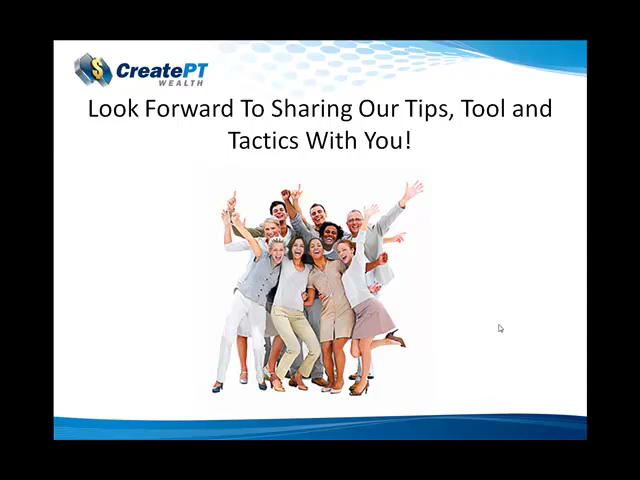 CreatePT
WEALTH
Look Forward To Sharing Our Tips, Tool and
Tactics With You!